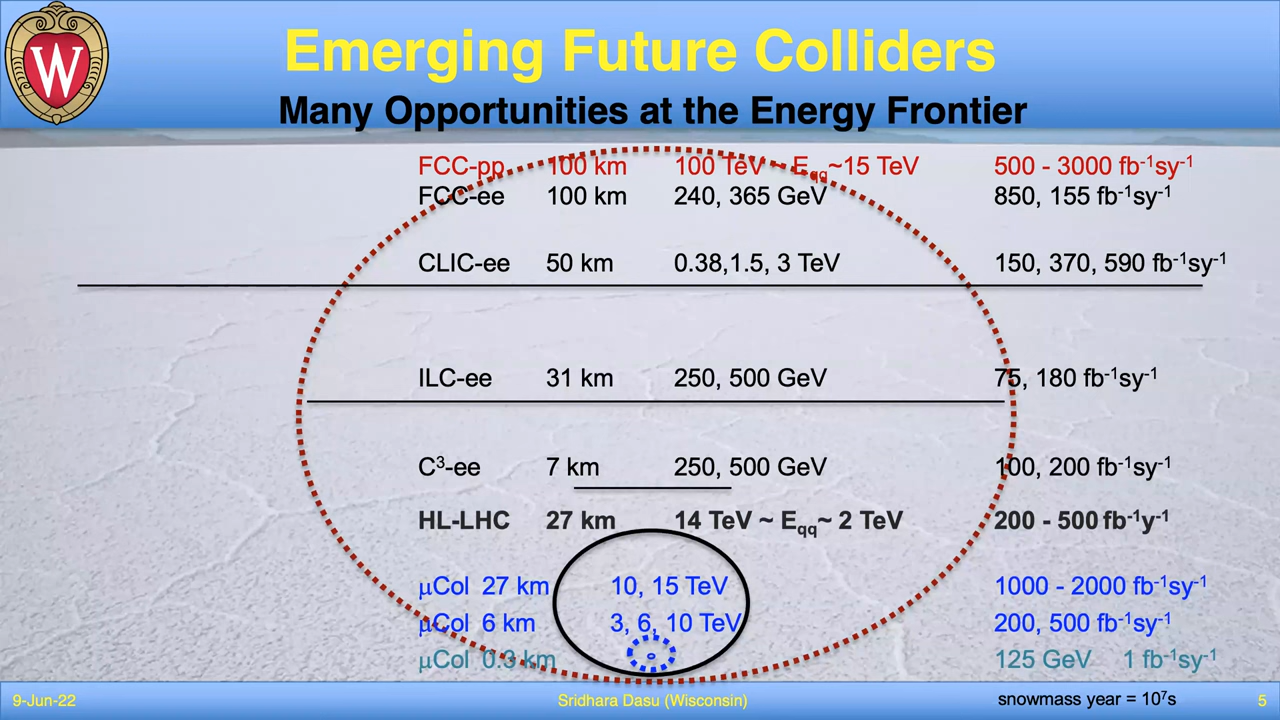 W
Emerging Future Colliders
Many Opportunities at the Energy Frontier
FCC-pp 100 km 100 TeV ~ Eqq~15 TeV 500 - 3000 fb-1sy-1
FCC-ee 100 km 240, 365 GeV 850, 155 fb-1sy-1
CLIC-ee 50 km 0.38,1.5, 3 TeV 150, 370, 590 fb-1sy-1
ILC-ee 31 km 250, 500 GeV 75, 180 fb-1sy-1
C3-ee 7 km 250, 500 GeV 100, 200 fb-1sy-1
HL-LHC 27 km 14 TeV ~ Eqq~ 2 TeV 200 - 500 fb-1y-1
μCol 27 km 10, 15 TeV 1000 - 2000 fb-1sy-1
μCol 6 km 3, 6, 10 TeV 200, 500 fb-1sy-1
μCol 0.3 km 125 GeV 1 fb-1sy-1
9-Jun-22 Sridhara Dasu (Wisconsin) snowmass year = 107s 5